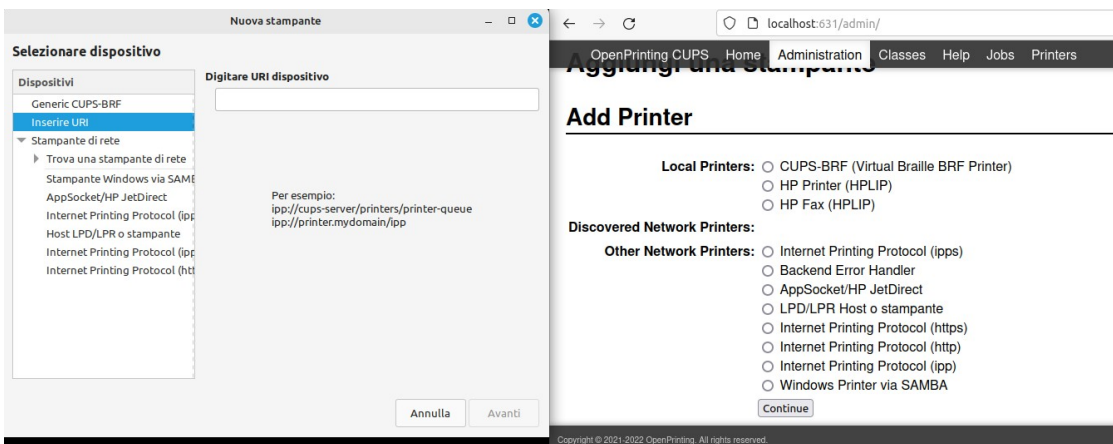 Nuova stampante
Selezionare dispositivo
Dispositivi
Generic CUPS-BRF
Inserire URI
Stampante di rete
Trova una stampante di rete
Stampante Windows via SAME
AppSocket/HP JetDirect
Internet Printing Protocol (ipp
Host LPD/LPR o stampante
Internet Printing Protocol (ipp
Internet Printing Protocol (htt
Digitare URI dispositivo
Per esempio:
ipp://cups-server/printers/printer-queue
ipp://printer.mydomain/ipp
Annulla
Avanti
localhost:631/admin/
OpenPrinting CUPS Home Administration Classes Help Jobs Printers
Aggiungi una stampante
Add Printer
Local Printers: CUPS-BRF (Virtual Braille BRF Printer)
HP Printer (HPLIP)
HP Fax (HPLIP)
Discovered Network Printers:
Other Network Printers: Internet Printing Protocol (ipps)
Backend Error Handler
AppSocket/HP JetDirect
LPD/LPR Host o stampante
Internet Printing Protocol (https)
Internet Printing Protocol (http)
Internet Printing Protocol (ipp)
Windows Printer via SAMBA
Continue
Copyright © 2021-2022 OpenPrinting. All rights reserved.